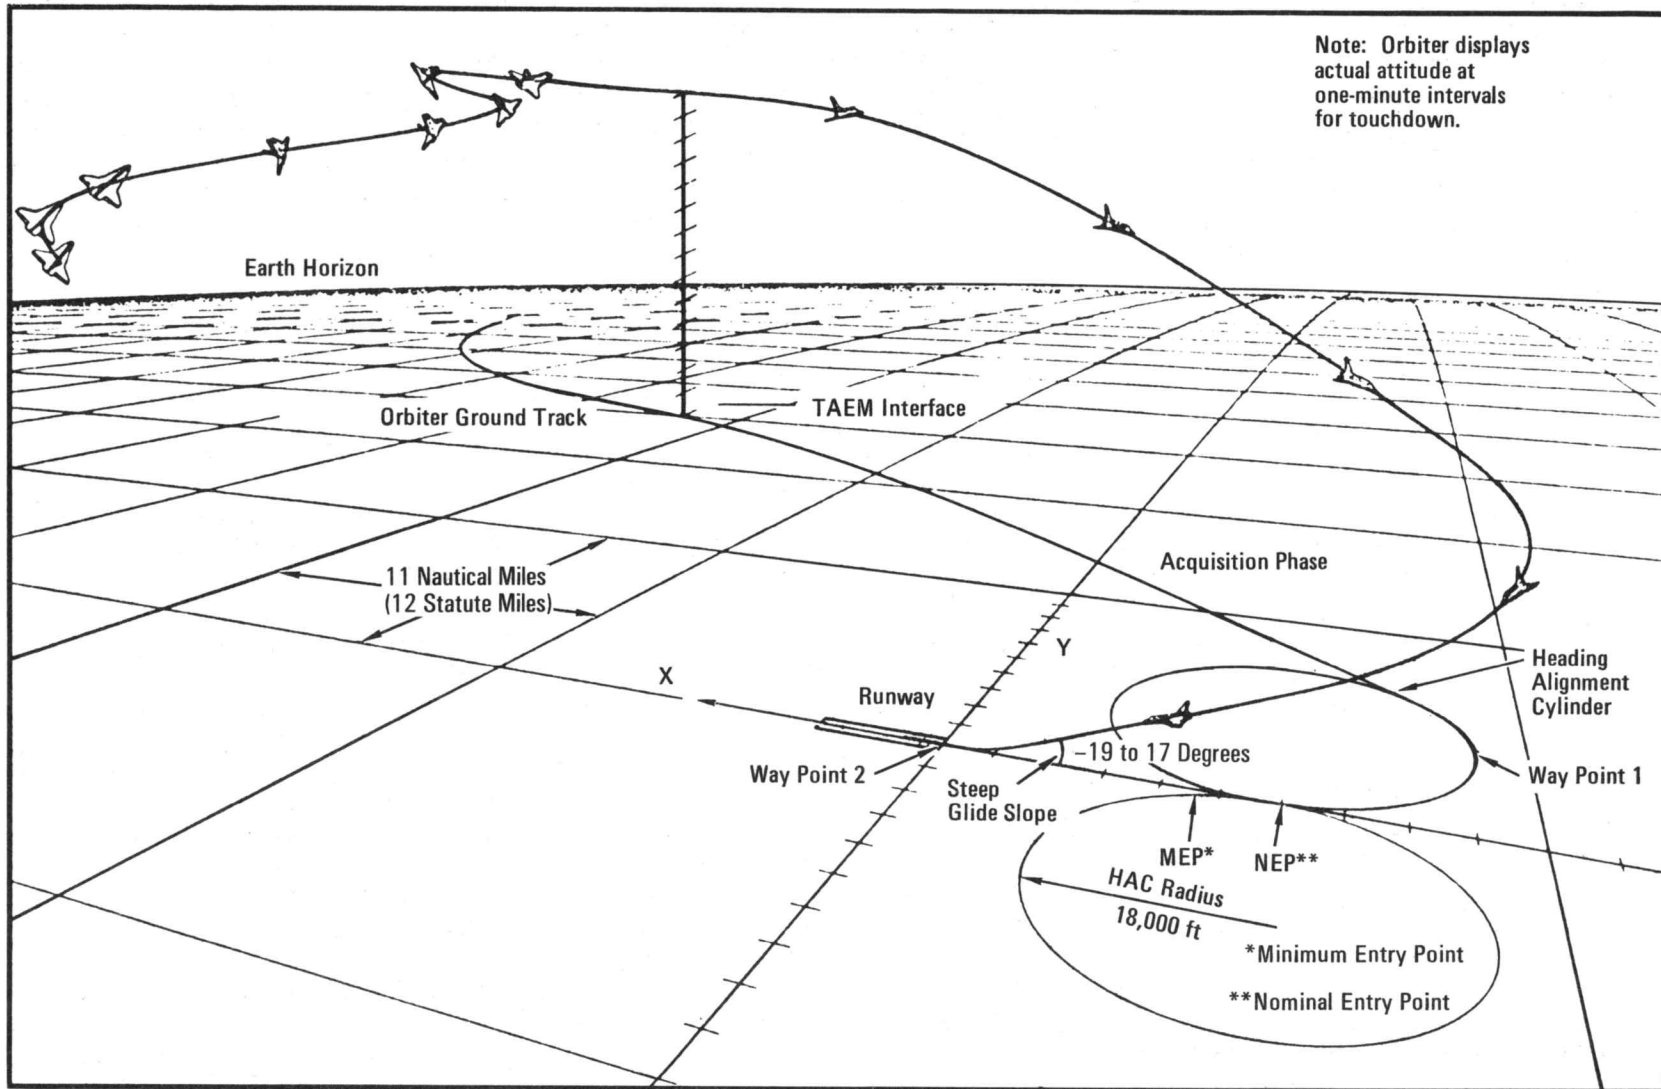 Note: Orbiter displays
actual attitude at
one-minute intervals
for touchdown.
Earth Horizon
Orbiter Ground Track
TAEM Interface
11 Nautical Miles
(12 Statute Miles)
Acquisition Phase
X
Y
Runway
Heading
Alignment
Cylinder
Way Point 2
–19 to 17 Degrees
Steep
Glide Slope
Way Point 1
MEP*
NEP**
HAC Radius
18,000 ft
*Minimum Entry Point
**Nominal Entry Point